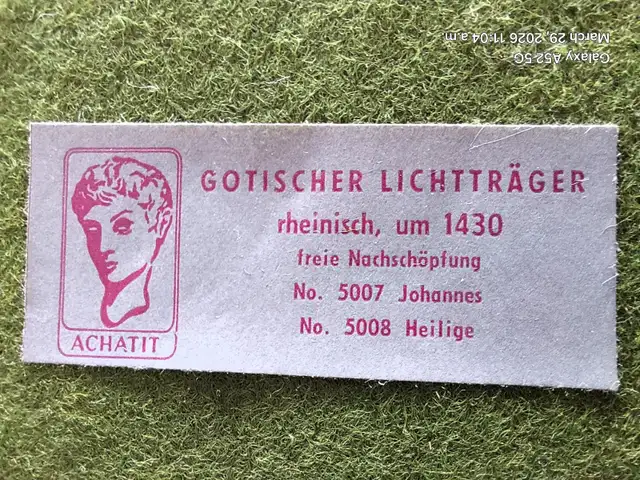 GOTISCHER LICHTTRÄGER
rheinisch, um 1430
freie Nachschöpfung
No. 5007 Johannes
No. 5008 Heilige
ACHATIT
Galaxy A52 5G
March 29, 2026 11:04 a.m